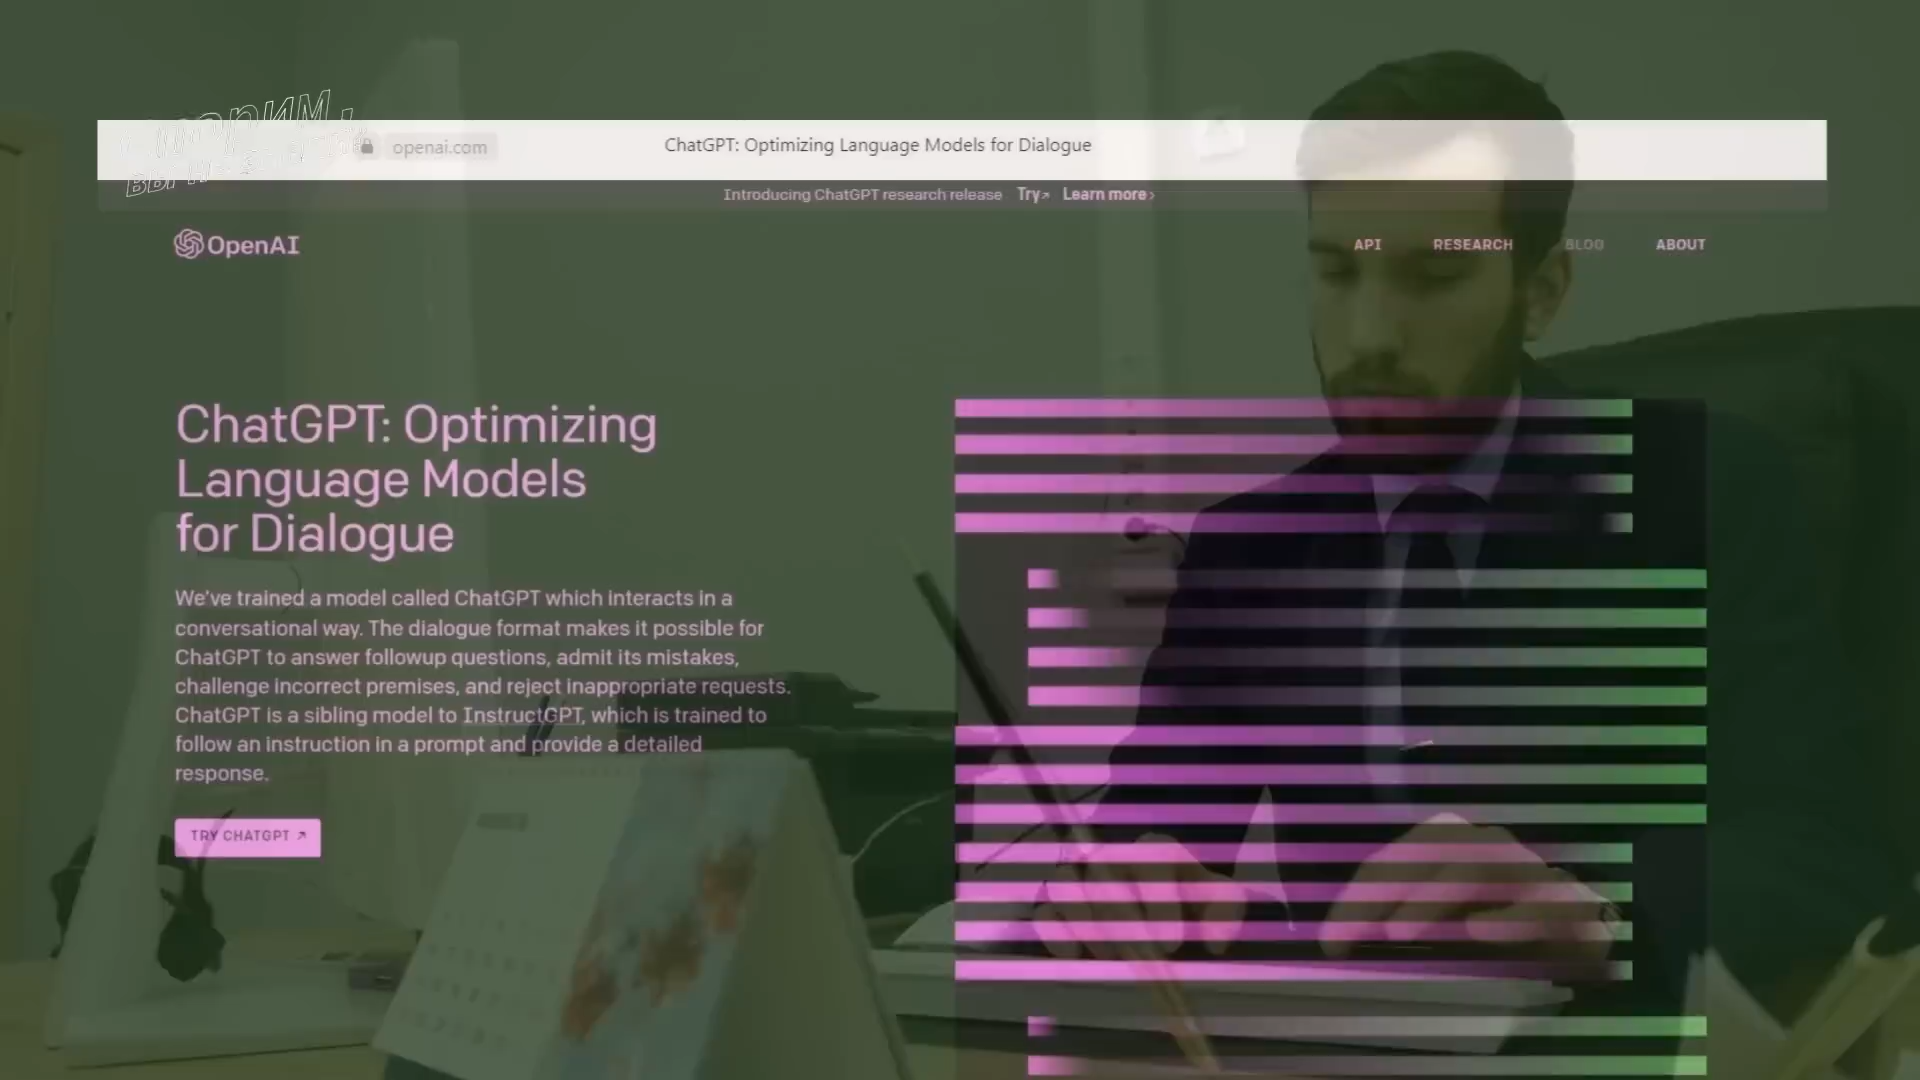 openai.com
ChatGPT: Optimizing Language Models for Dialogue
Introducing ChatGPT research release Try↗ Learn more›
OpenAI
API RESEARCH BLOG ABOUT
ChatGPT: Optimizing
Language Models
for Dialogue
We've trained a model called ChatGPT which interacts in a
conversational way. The dialogue format makes it possible for
ChatGPT to answer followup questions, admit its mistakes,
challenge incorrect premises, and reject inappropriate requests.
ChatGPT is a sibling model to InstructGPT, which is trained to
follow an instruction in a prompt and provide a detailed
response.
TRY CHATGPT ↗